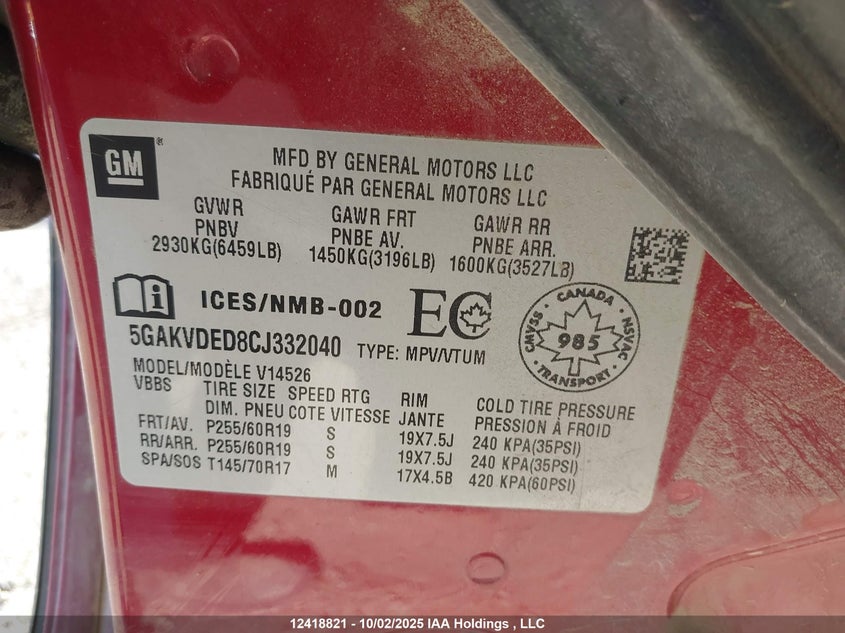 GM
MFD BY GENERAL MOTORS LLC
FABRIQUÉ PAR GENERAL MOTORS LLC
GVWR GAWR FRT GAWR RR
PNBV PNBE AV. PNBE ARR.
2930KG(6459LB) 1450KG(3196LB) 1600KG(3527LB)
ICES/NMB-002 EC
CANADA
CMVSS 985 NSVAC
TRANSPORT
5GAKVDED8CJ332040 TYPE: MPV/VTUM
MODEL/MODÈLE V14526
VBBS TIRE SIZE SPEED RTG RIM COLD TIRE PRESSURE
DIM. PNEU COTE VITESSE JANTE PRESSION À FROID
FRT/AV. P255/60R19 S 19X7.5J 240 KPA(35PSI)
RR/ARR. P255/60R19 S 19X7.5J 240 KPA(35PSI)
SPA/SOS T145/70R17 M 17X4.5B 420 KPA(60PSI)
12418821 - 10/02/2025 IAA Holdings , LLC